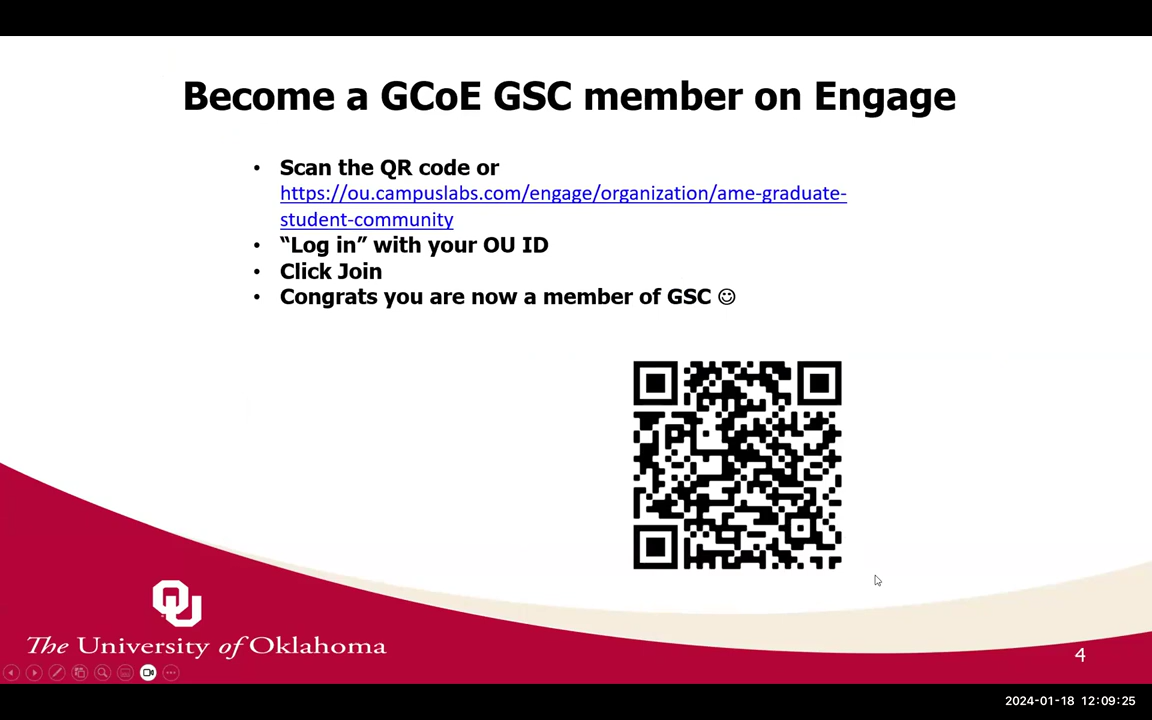 Become a GCoE GSC member on Engage
• Scan the QR code or
https://ou.campuslabs.com/engage/organization/ame-graduate-
student-community
• “Log in” with your OU ID
• Click Join
• Congrats you are now a member of GSC ☺
OU
The University of Oklahoma
4
2024-01-18 12:09:25